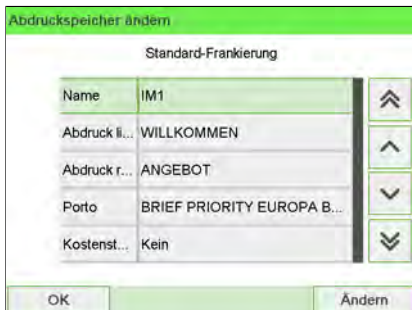 Abdruckspeicher ändern
Standard-Frankierung
Name IM1
Abdruck li... WILLKOMMEN
Abdruck r... ANGEBOT
Porto BRIEF PRIORITY EUROPA B...
Kostenst... Kein
OK Ändern